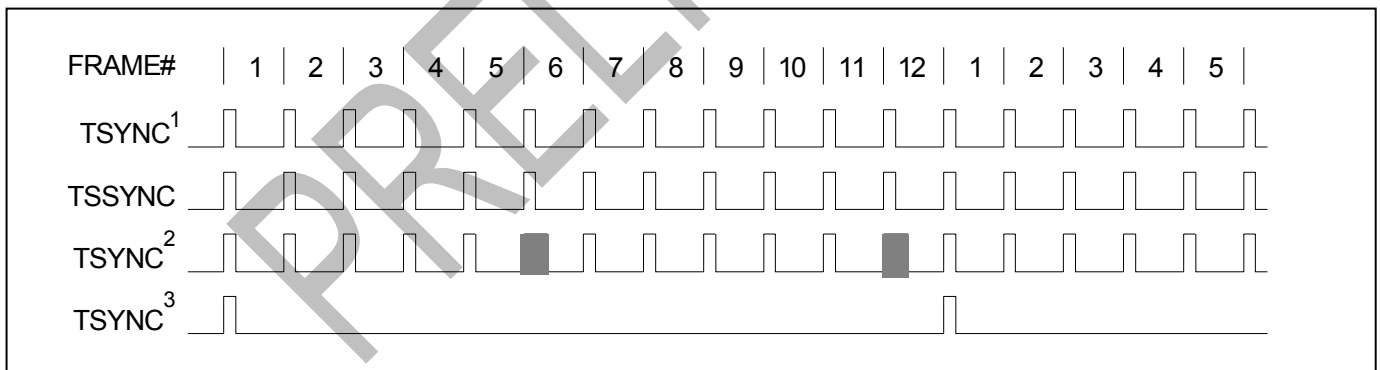 FRAME# 1 2 3 4 5 6 7 8 9 10 11 12 1 2 3 4 5
TSYNC1
TSSYNC
TSYNC2
TSYNC3
PREL